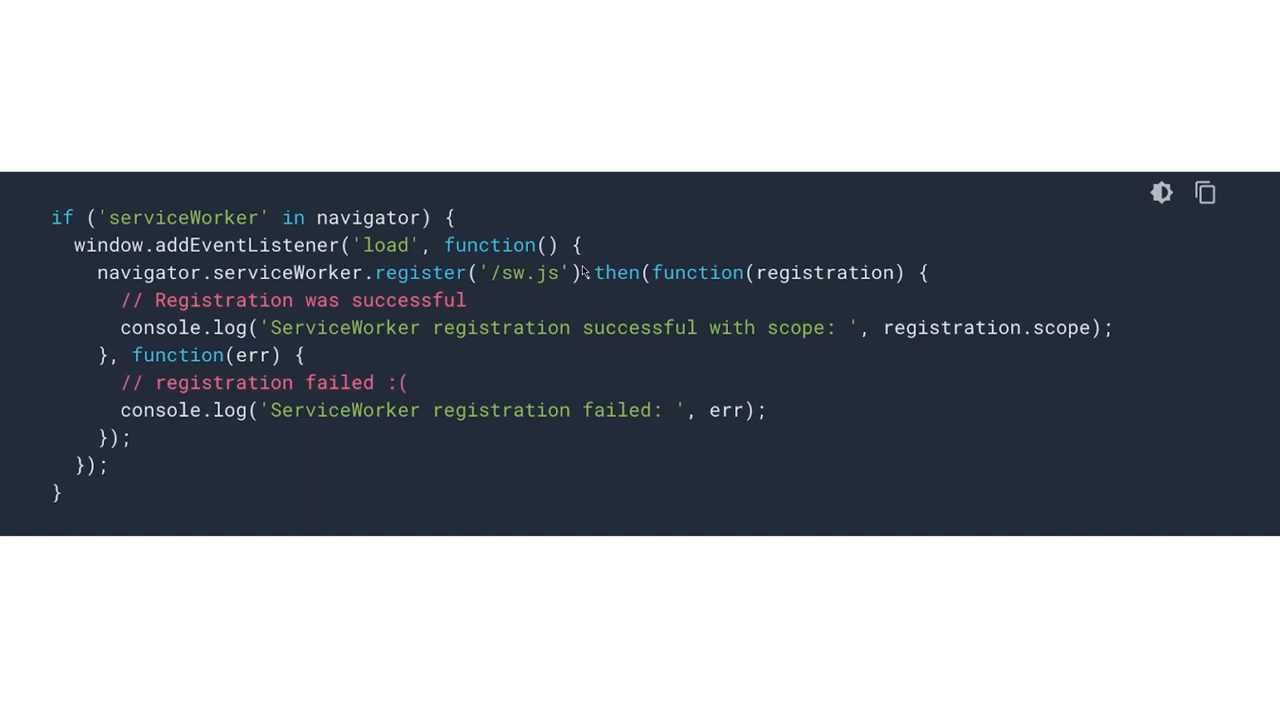 if ('serviceWorker' in navigator) {
  window.addEventListener('load', function() {
    navigator.serviceWorker.register('/sw.js').then(function(registration) {
      // Registration was successful
      console.log('ServiceWorker registration successful with scope: ', registration.scope);
    }, function(err) {
      // registration failed :(
      console.log('ServiceWorker registration failed: ', err);
    });
  });
}